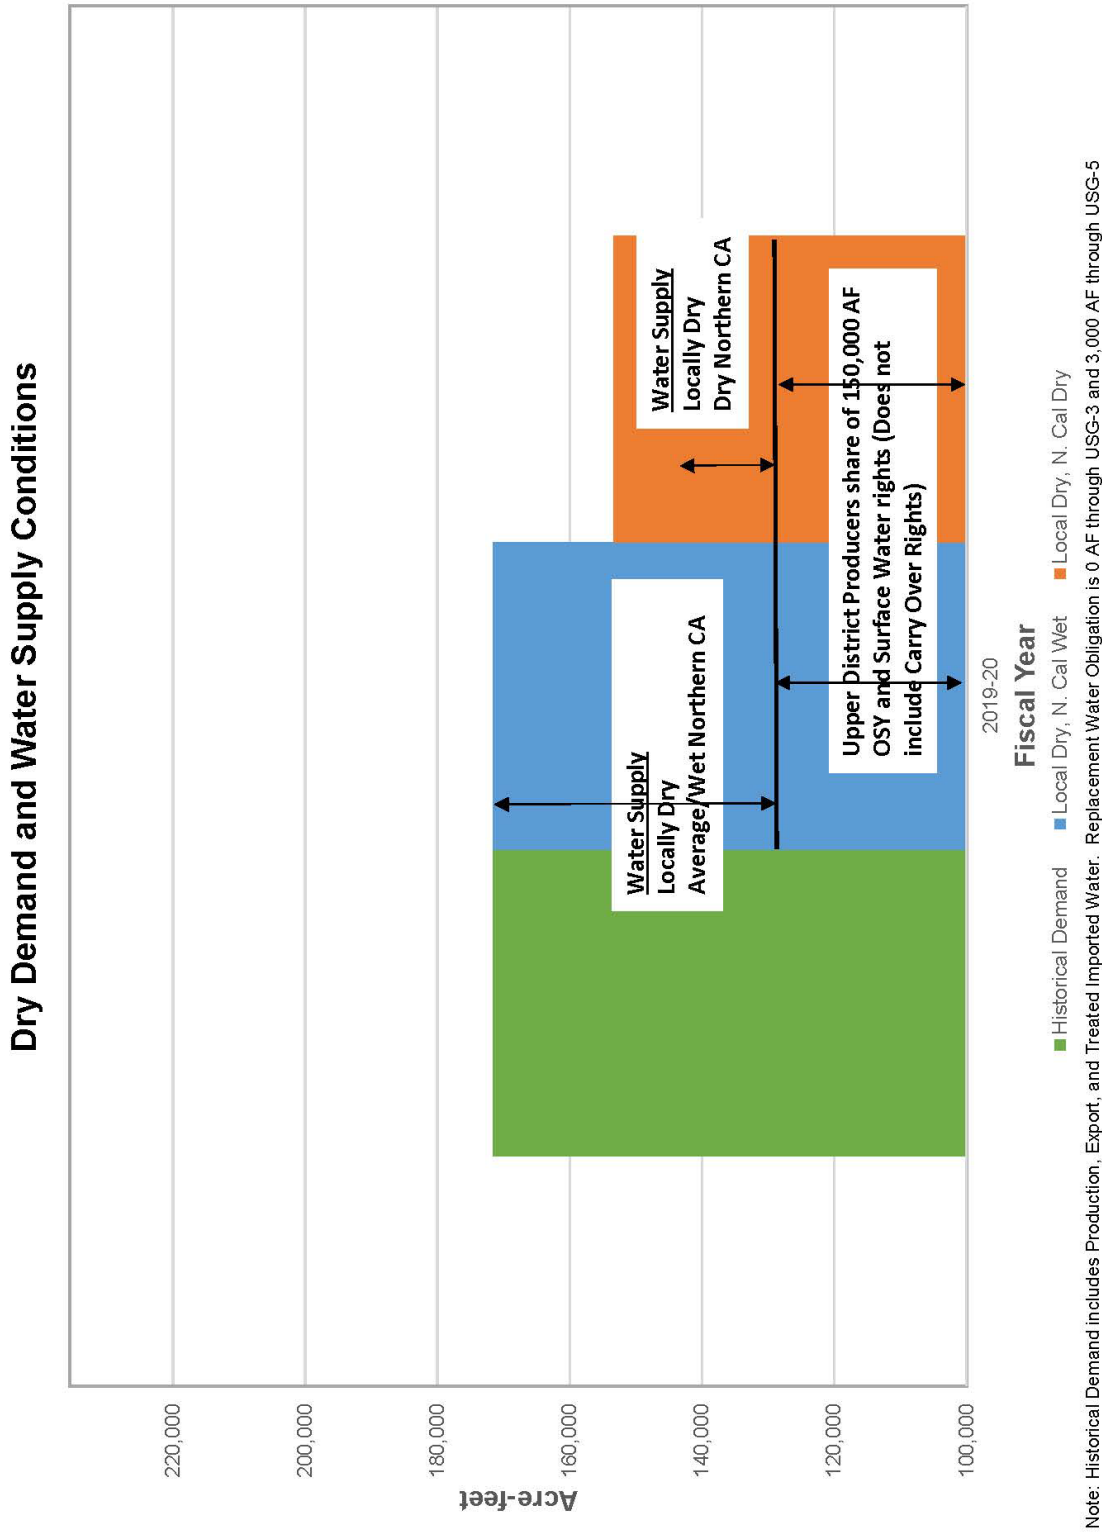 Dry Demand and Water Supply Conditions
Acre-feet
220,000
200,000
180,000
160,000
140,000
120,000
100,000
Water Supply
Locally Dry
Average/Wet Northern CA
Water Supply
Locally Dry
Dry Northern CA
Upper District Producers share of 150,000 AF
OSY and Surface Water rights (Does not
include Carry Over Rights)
2019-20
Fiscal Year
Historical Demand
Local Dry, N. Cal Wet
Local Dry, N. Cal Dry
Note: Historical Demand includes Production, Export, and Treated Imported Water. Replacement Water Obligation is 0 AF through USG-3 and 3,000 AF through USG-5